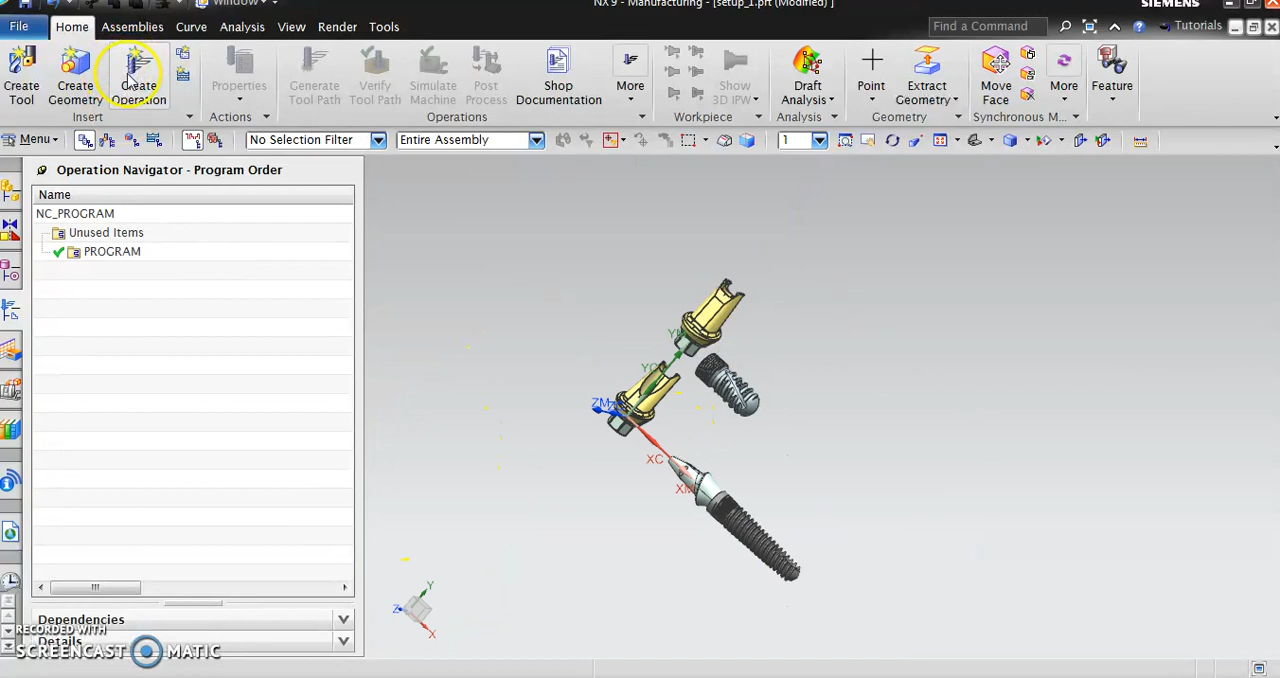 Window
NX 9 - Manufacturing - [setup_1.prt (Modified) ]
SIEMENS
File
Home
Assemblies
Curve
Analysis
View
Render
Tools
Find a Command
Tutorials
Create Tool
Create Geometry
Create Operation
Properties
Generate Tool Path
Verify Tool Path
Simulate Machine
Post Process
Shop Documentation
More
Show 3D IPW
Draft Analysis
Point
Extract Geometry
Move Face
More
Feature
Insert
Actions
Operations
Workpiece
Analysis
Geometry
Synchronous M...
Menu
No Selection Filter
Entire Assembly
1
Operation Navigator - Program Order
Name
NC_PROGRAM
Unused Items
PROGRAM
YC
ZM
XC
Y
Z
X
Dependencies
Details
RECORDED WITH
SCREENCAST MATIC